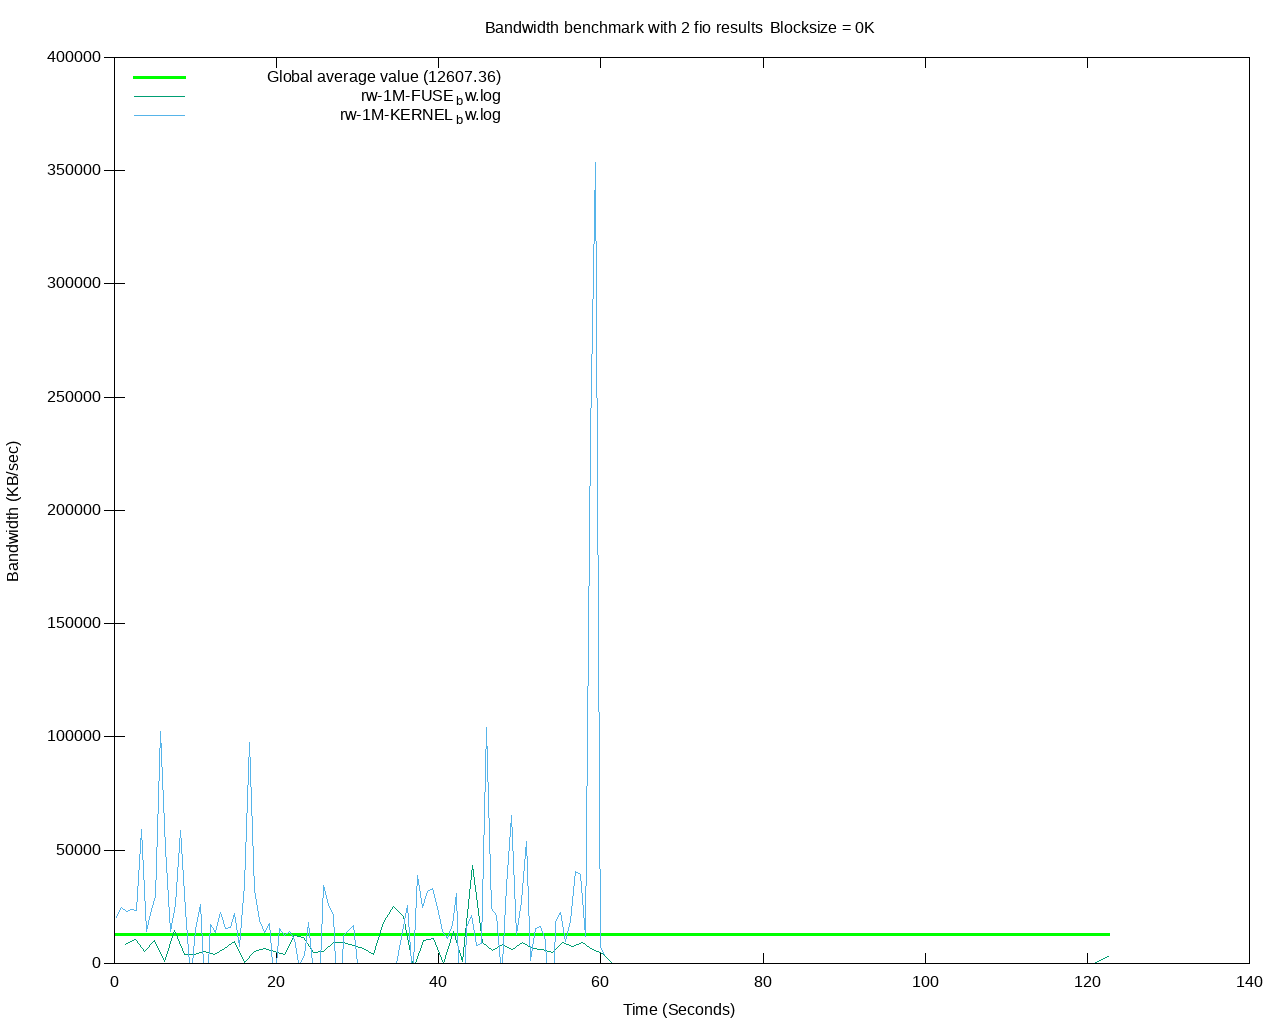 Bandwidth benchmark with 2 fio results Blocksize = 0K
400000
350000
300000
250000
200000
150000
100000
50000
0
Global average value (12607.36)
rw-1M-FUSE_bw.log
rw-1M-KERNEL_bw.log
Bandwidth (KB/sec)
0 20 40 60 80 100 120 140
Time (Seconds)